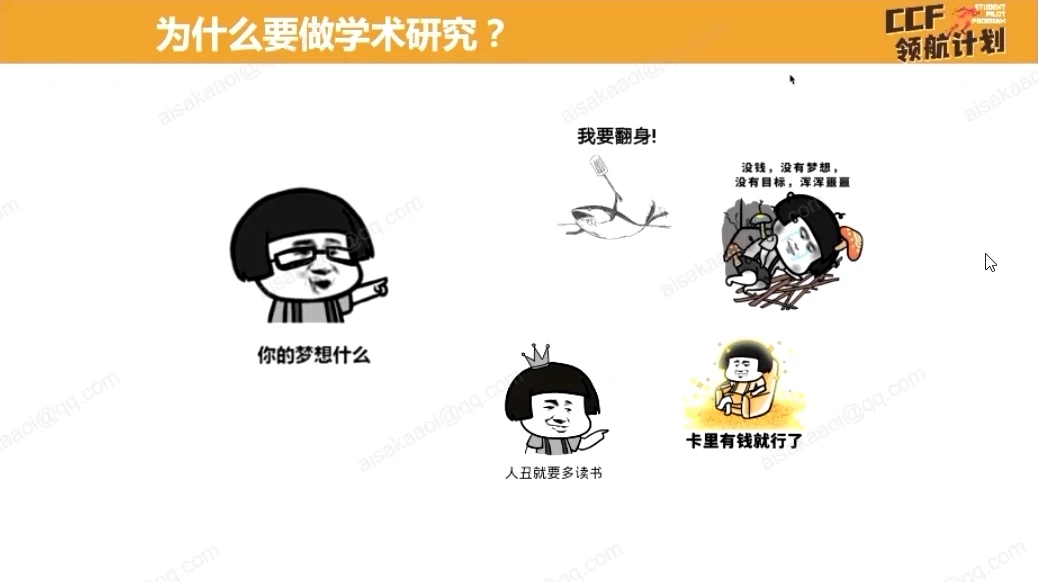 为什么要做学术研究？
CCF
STUDENT
PILOT
PROGRAM
领航计划
我要翻身!
没钱，没有梦想，
没有目标，浑浑噩噩
你的梦想什么
人丑就要多读书
卡里有钱就行了
aisakaaoi@qq.com